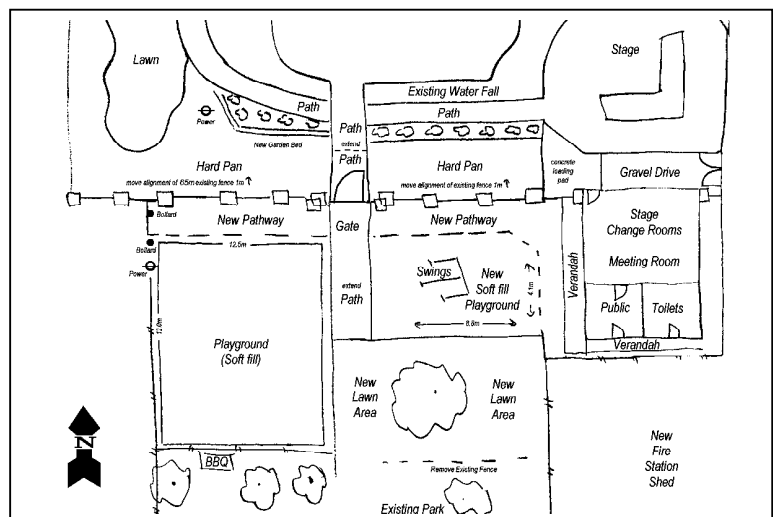 Lawn
Stage
Existing Water Fall
Path
Path
Power
New Garden Bed
Path
extend
Path
Hard Pan
Hard Pan
concrete
loading
pad
Gravel Drive
move alignment of 65m existing fence 1m
move alignment of existing fence 1m
Bollard
New Pathway
Gate
New Pathway
Stage
Change Rooms
Meeting Room
Bollard
12.5m
Power
Swings
New
Soft fill
Playground
Verandah
extend
Path
Public
Toilets
8.8m
Verandah
Playground
(Soft fill)
New
Lawn
Area
New
Lawn
Area
N
BBQ
Remove Existing Fence
New
Fire
Station
Shed
Existing Park